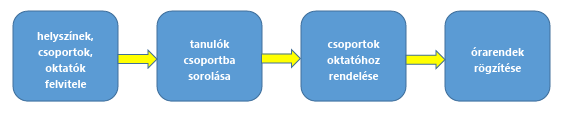 helyszínek,
csoportok,
oktatók
felvitele
tanulók
csoportba
sorolása
csoportok
oktatóhoz
rendelése
órarendek
rögzítése